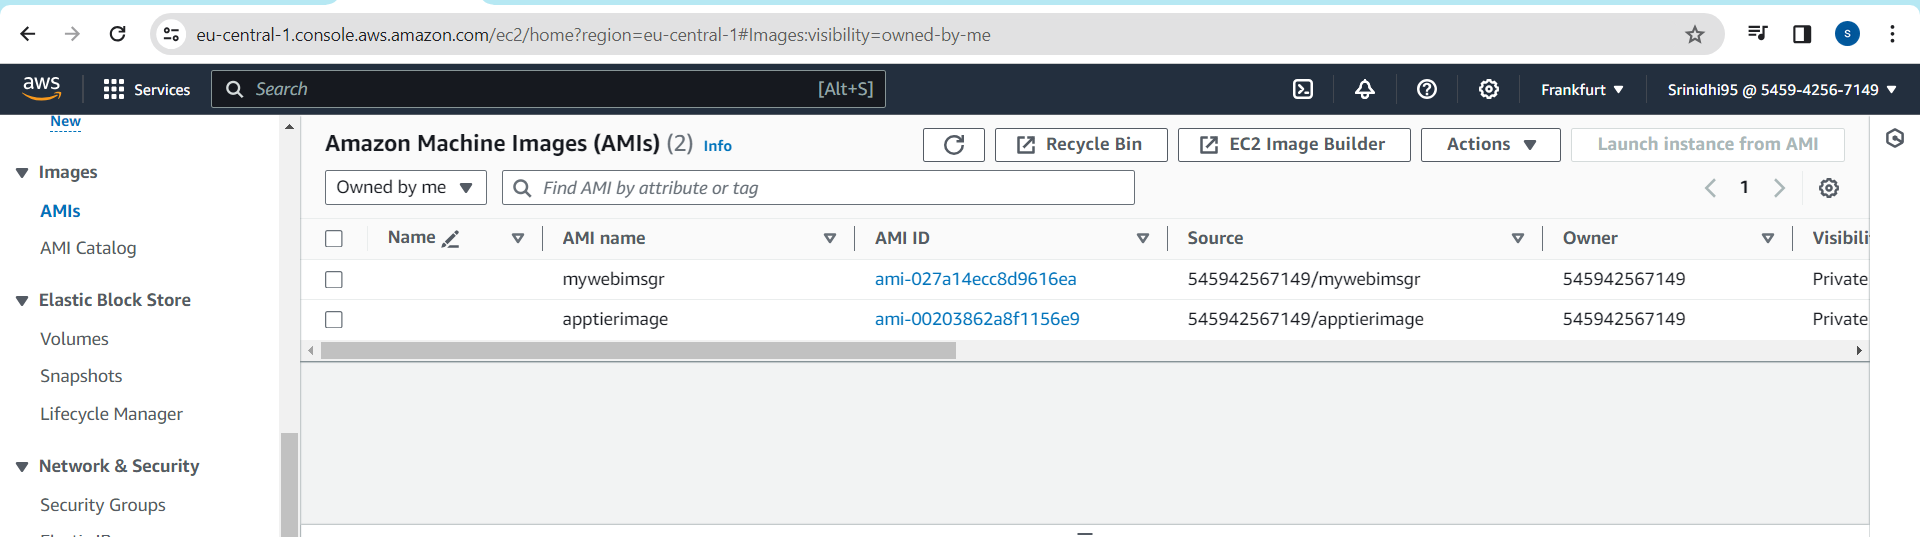 eu-central-1.console.aws.amazon.com/ec2/home?region=eu-central-1#Images:visibility=owned-by-me
S
aws
Services
Search
[Alt+S]
Frankfurt
Srinidhi95 @ 5459-4256-7149
New
Images
AMIs
AMI Catalog
Elastic Block Store
Volumes
Snapshots
Lifecycle Manager
Network & Security
Security Groups
Amazon Machine Images (AMIs) (2) Info
Recycle Bin
EC2 Image Builder
Actions
Launch instance from AMI
Owned by me
Find AMI by attribute or tag
1
Name AMI name AMI ID Source Owner Visibili
mywebimsgr ami-027a14ecc8d9616ea 545942567149/mywebimsgr 545942567149 Private
apptierimage ami-00203862a8f1156e9 545942567149/apptierimage 545942567149 Private